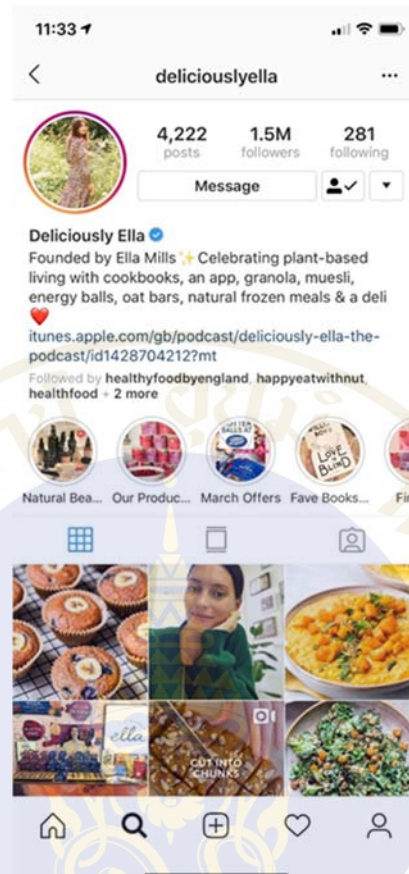 11:33
deliciouslyella
4,222 1.5M 281
posts followers following
Message
Deliciously Ella
Founded by Ella Mills✨Celebrating plant-based
living with cookbooks, an app, granola, muesli,
energy balls, oat bars, natural frozen meals & a deli
❤️
itunes.apple.com/gb/podcast/deliciously-ella-the-
podcast/id1428704212?mt
Followed by healthyfoodbyengland, happyeatwithnut,
healthfood + 2 more
LOVE
is
BLIND
Natural Bea... Our Produc... March Offers Fave Books... Fir
ella
CUT INTO
CHUNKS